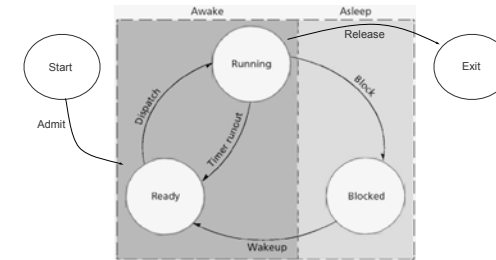 Awake
Asleep
Release
Start
Running
Exit
Block
Dispatch
Admit
Timer runout
Ready
Blocked
Wakeup